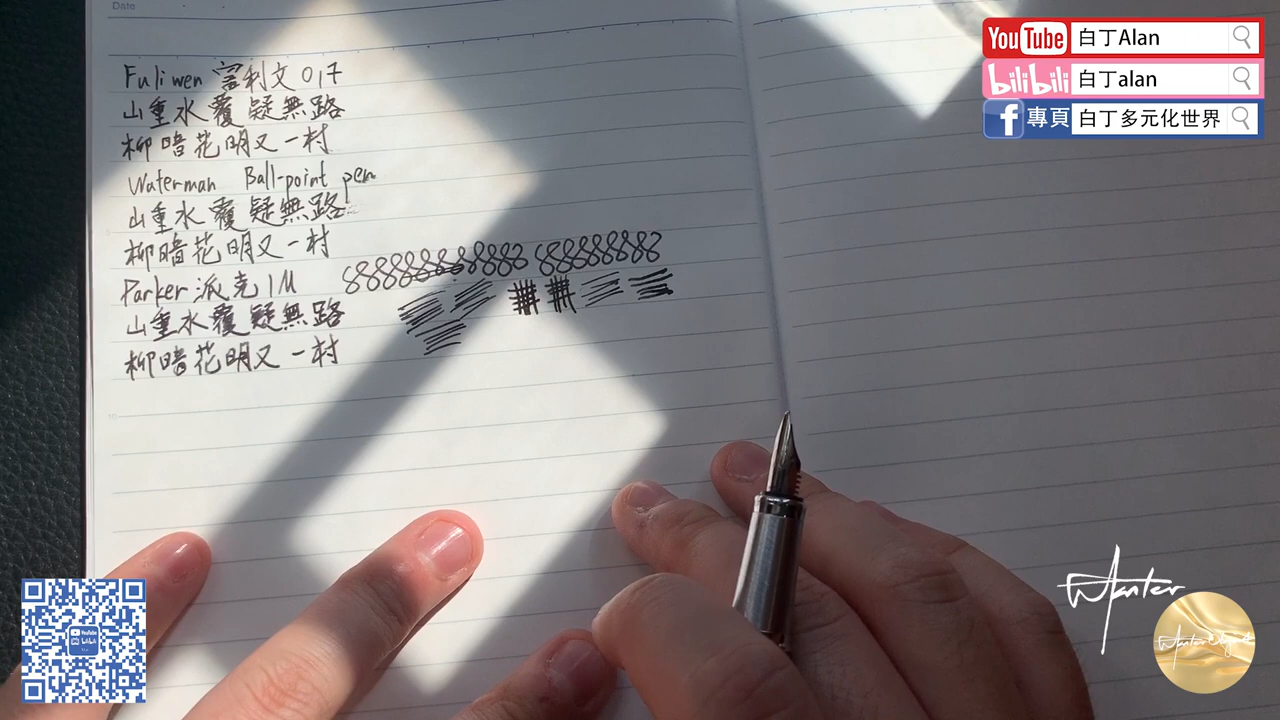 Date
Fuliwen 富利文 017
山重水覆疑無路
柳暗花明又一村
Waterman Ball-point pen
山重水覆疑無路
柳暗花明又一村
Parker 派克 IM
山重水覆疑無路
柳暗花明又一村
YouTube 白丁Alan
bilibili 白丁alan
f 專頁 白丁多元化世界